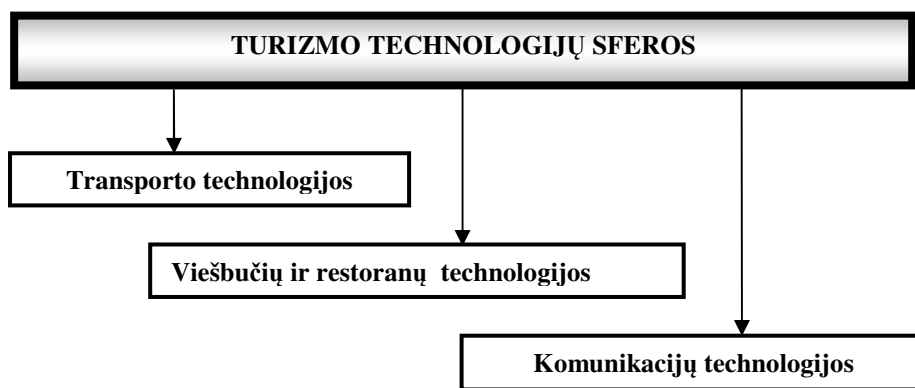 TURIZMO TECHNOLOGIJŲ SFEROS
Transporto technologijos
Viešbučių ir restoranų technologijos
Komunikacijų technologijos